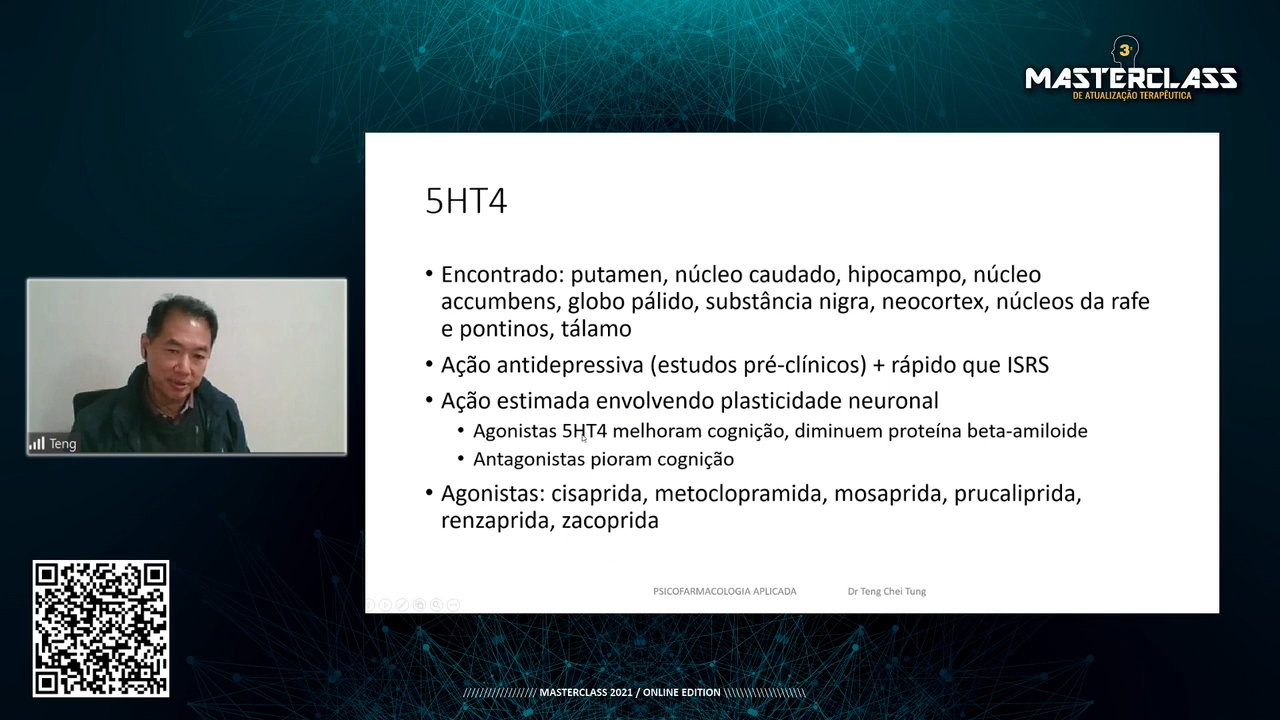 3ª
MASTERCLASS
DE ATUALIZAÇÃO TERAPÊUTICA
5HT4
• Encontrado: putamen, núcleo caudado, hipocampo, núcleo
accumbens, globo pálido, substância nigra, neocortex, núcleos da rafe
e pontinos, tálamo
• Ação antidepressiva (estudos pré-clínicos) + rápido que ISRS
• Ação estimada envolvendo plasticidade neuronal
• Agonistas 5HT4 melhoram cognição, diminuem proteína beta-amiloide
• Antagonistas pioram cognição
• Agonistas: cisaprida, metoclopramida, mosaprida, prucaliprida,
renzaprida, zacoprida
PSICOFARMACOLOGIA APLICADA Dr Teng Chei Tung
Teng
/////////////////// MASTERCLASS 2021 / ONLINE EDITION \\\\\\\\\\\\\\\\\\\\